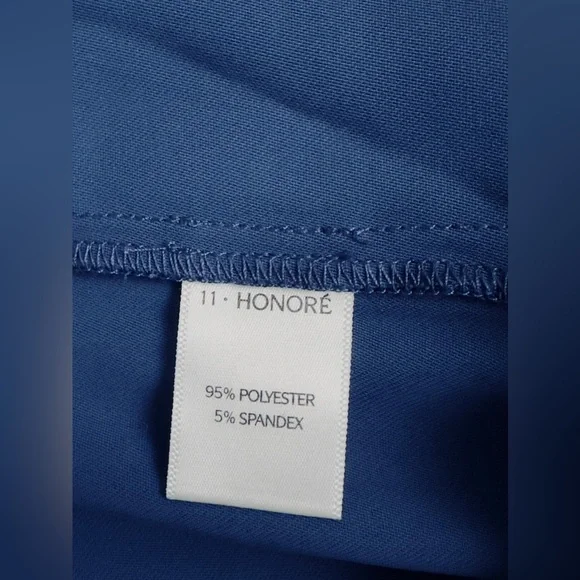 11 · HONORÉ
95% POLYESTER
5% SPANDEX